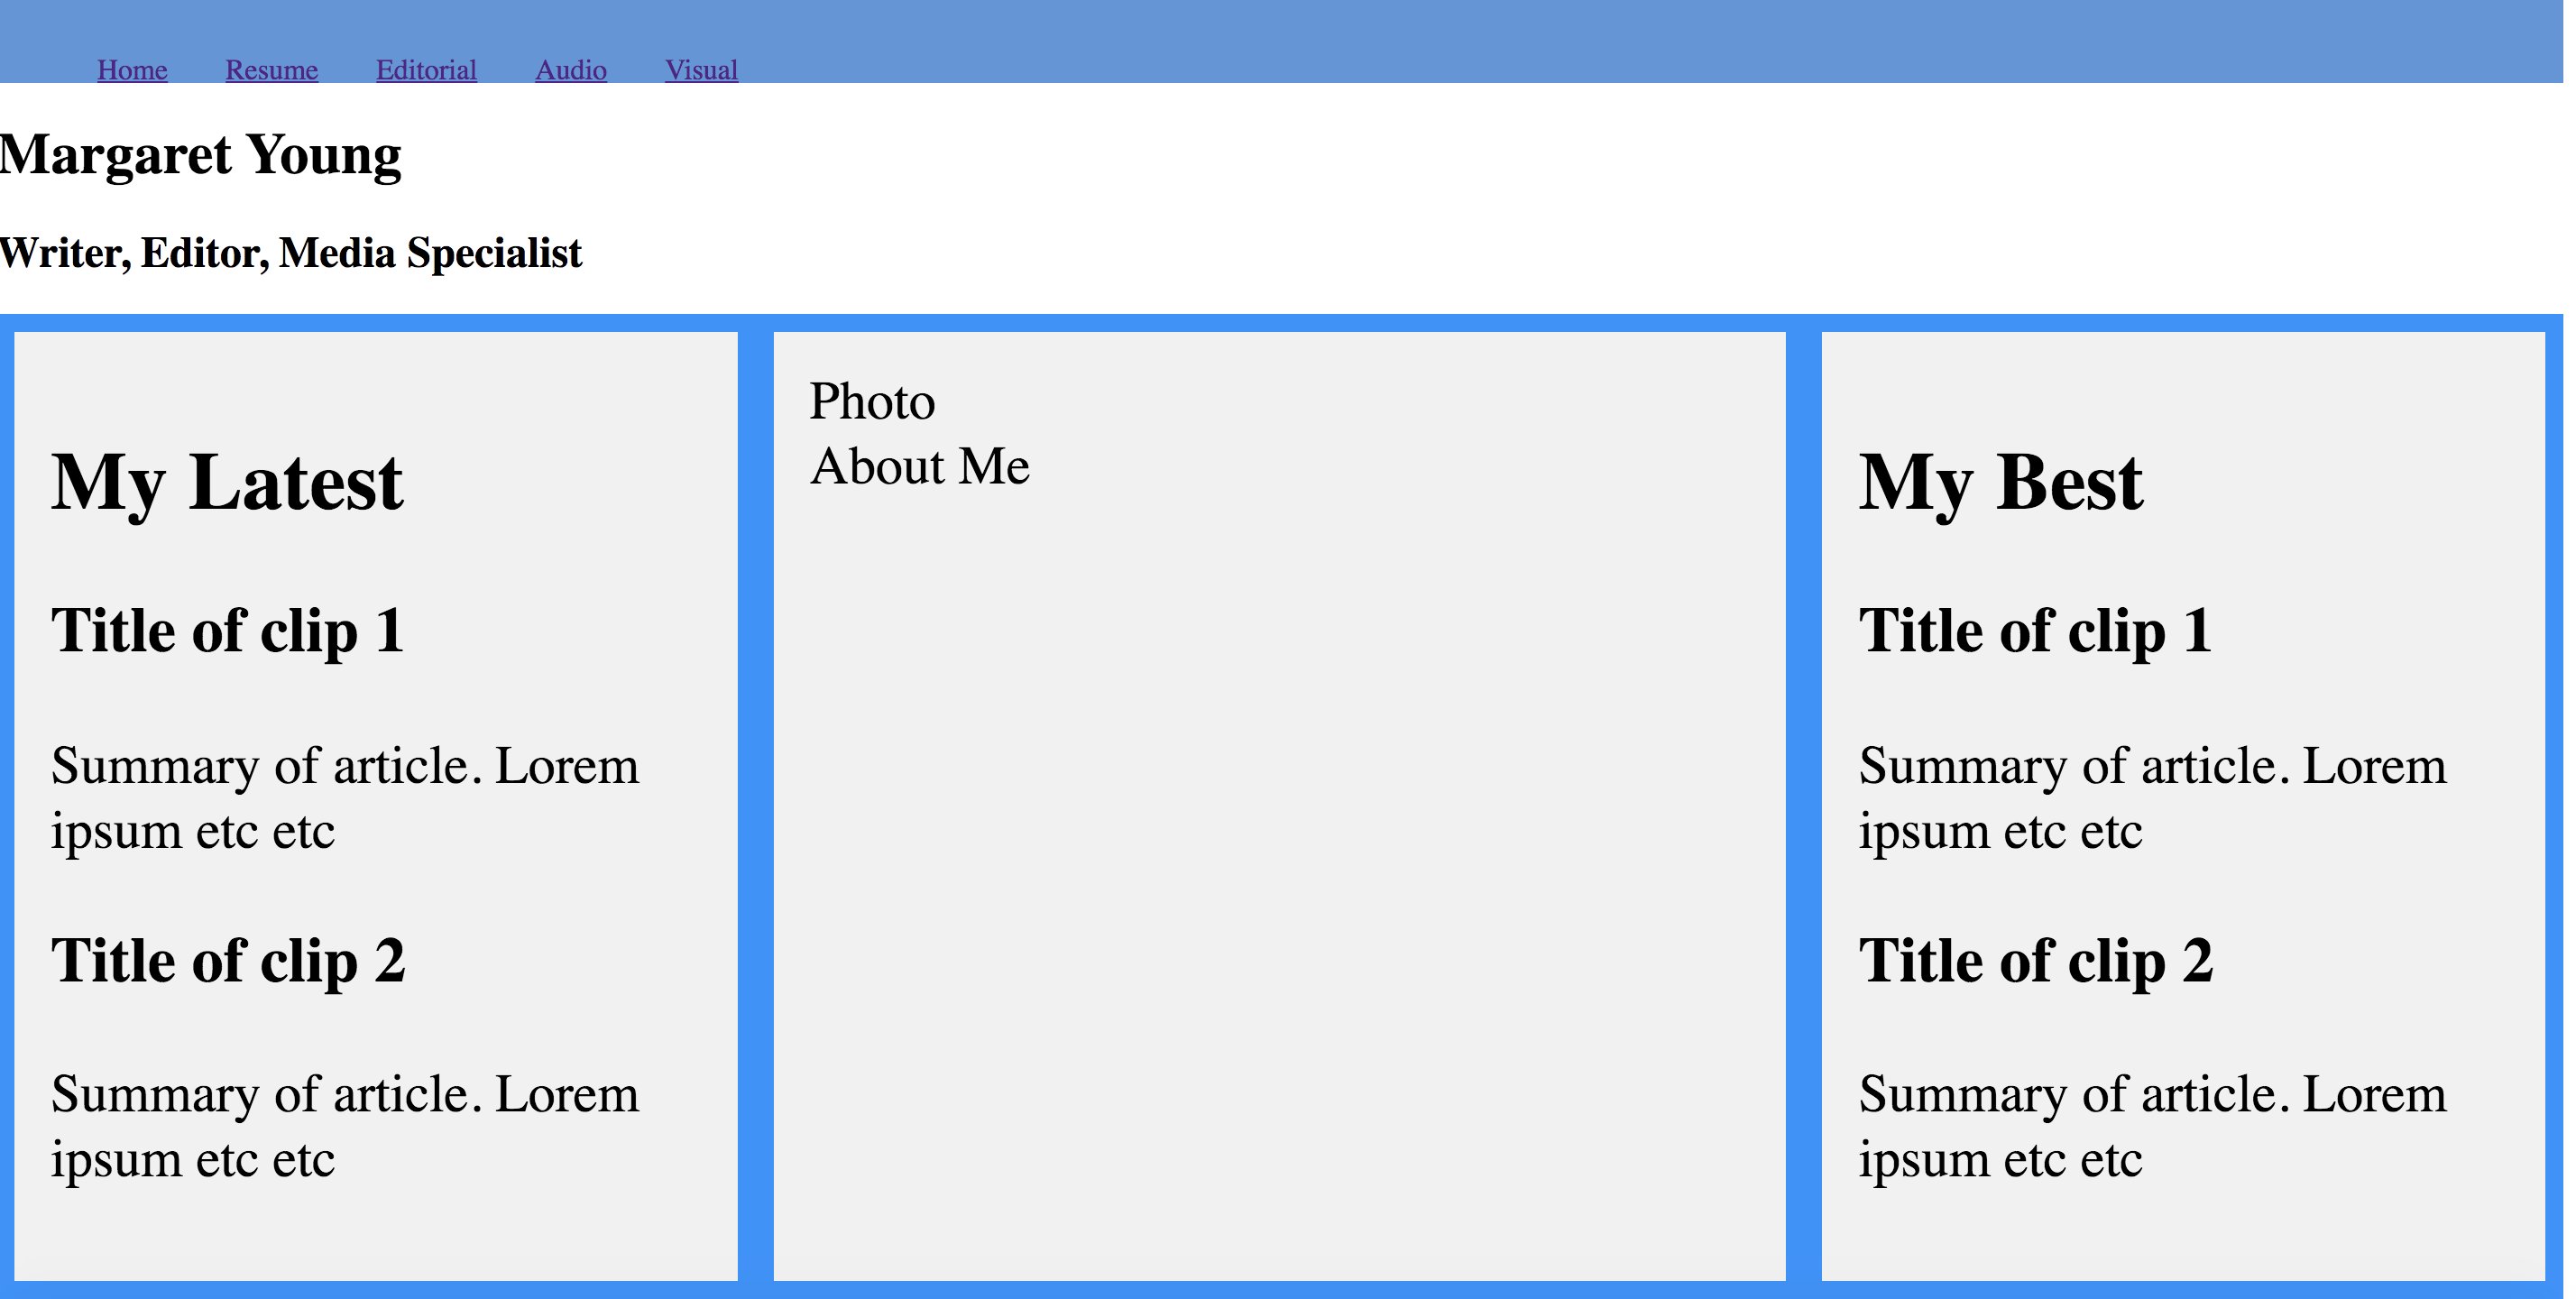 Home Resume Editorial Audio Visual
Margaret Young
Writer, Editor, Media Specialist
My Latest
Title of clip 1
Summary of article. Lorem
ipsum etc etc
Title of clip 2
Summary of article. Lorem
ipsum etc etc
Photo
About Me
My Best
Title of clip 1
Summary of article. Lorem
ipsum etc etc
Title of clip 2
Summary of article. Lorem
ipsum etc etc